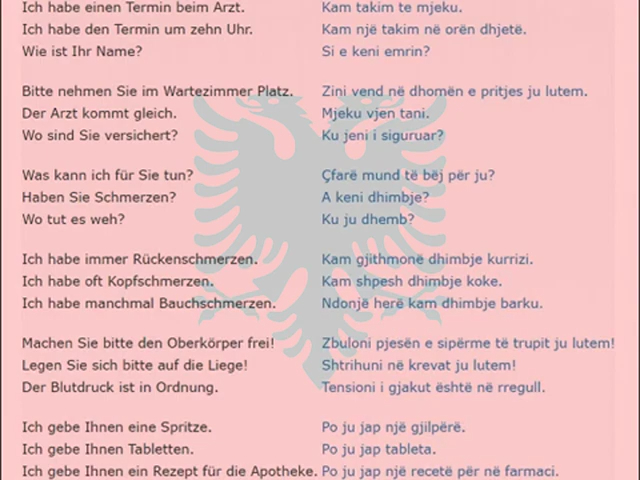 Ich habe einen Termin beim Arzt. Kam takim te mjeku.
Ich habe den Termin um zehn Uhr. Kam një takim në orën dhjetë.
Wie ist Ihr Name? Si e keni emrin?
Bitte nehmen Sie im Wartezimmer Platz. Zini vend në dhomën e pritjes ju lutem.
Der Arzt kommt gleich. Mjeku vjen tani.
Wo sind Sie versichert? Ku jeni i siguruar?
Was kann ich für Sie tun? Çfarë mund të bëj për ju?
Haben Sie Schmerzen? A keni dhimbje?
Wo tut es weh? Ku ju dhemb?
Ich habe immer Rückenschmerzen. Kam gjithmonë dhimbje kurrizi.
Ich habe oft Kopfschmerzen. Kam shpesh dhimbje koke.
Ich habe manchmal Bauchschmerzen. Ndonjë herë kam dhimbje barku.
Machen Sie bitte den Oberkörper frei! Zbuloni pjesën e sipërme të trupit ju lutem!
Legen Sie sich bitte auf die Liege! Shtrihuni në krevat ju lutem!
Der Blutdruck ist in Ordnung. Tensioni i gjakut është në rregull.
Ich gebe Ihnen eine Spritze. Po ju jap një gjilpërë.
Ich gebe Ihnen Tabletten. Po ju jap tableta.
Ich gebe Ihnen ein Rezept für die Apotheke. Po ju jap një recetë për në farmaci.